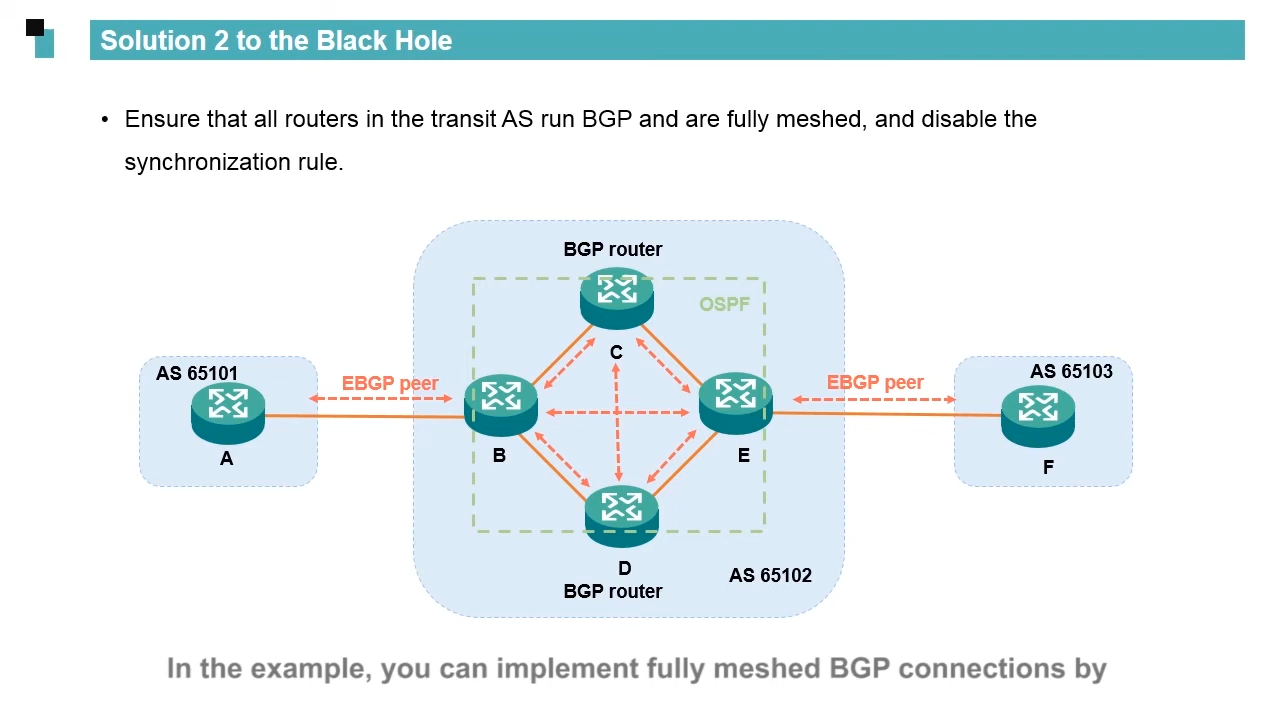 Solution 2 to the Black Hole
• Ensure that all routers in the transit AS run BGP and are fully meshed, and disable the
synchronization rule.
BGP router
OSPF
C
AS 65101
EBGP peer
EBGP peer
AS 65103
A
B
E
F
D
BGP router
AS 65102
In the example, you can implement fully meshed BGP connections by